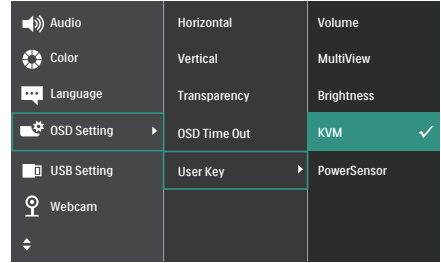 Audio
Color
Language
OSD Setting
USB Setting
Webcam
Horizontal
Vertical
Transparency
OSD Time Out
User Key
Volume
MultiView
Brightness
KVM
PowerSensor